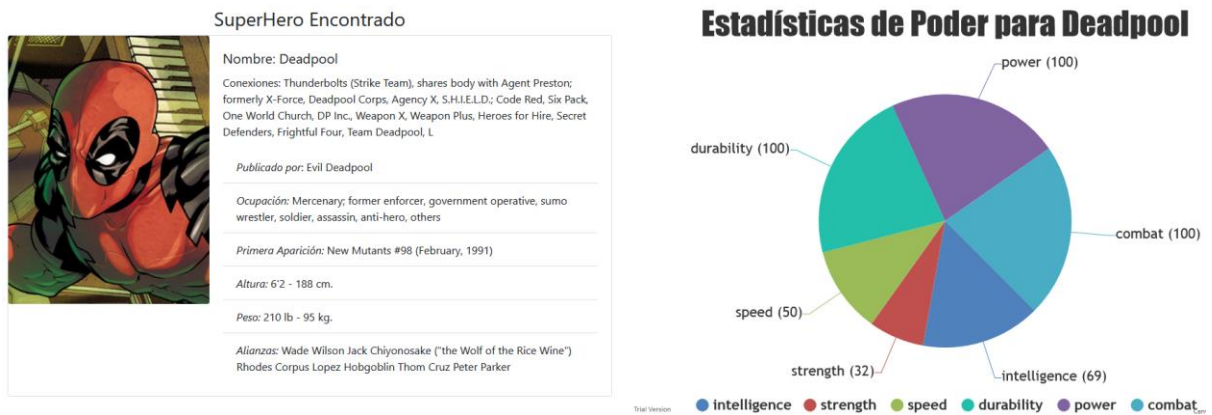 SuperHero Encontrado
Nombre: Deadpool
Conexiones: Thunderbolts (Strike Team), shares body with Agent Preston;
formerly X-Force, Deadpool Corps, Agency X, S.H.I.E.L.D.; Code Red, Six Pack,
One World Church, DP Inc., Weapon X, Weapon Plus, Heroes for Hire, Secret
Defenders, Frightful Four, Team Deadpool, L
Publicado por: Evil Deadpool
Ocupación: Mercenary; former enforcer, government operative, sumo
wrestler, soldier, assassin, anti-hero, others
Primera Aparición: New Mutants #98 (February, 1991)
Altura: 6'2 - 188 cm.
Peso: 210 lb - 95 kg.
Alianzas: Wade Wilson Jack Chiyonosake ("the Wolf of the Rice Wine")
Rhodes Corpus Lopez Hobgoblin Thom Cruz Peter Parker
Estadísticas de Poder para Deadpool
power (100)
durability (100)
combat (100)
speed (50)
strength (32)
intelligence (69)
Trial Version
intelligence strength speed durability power combat